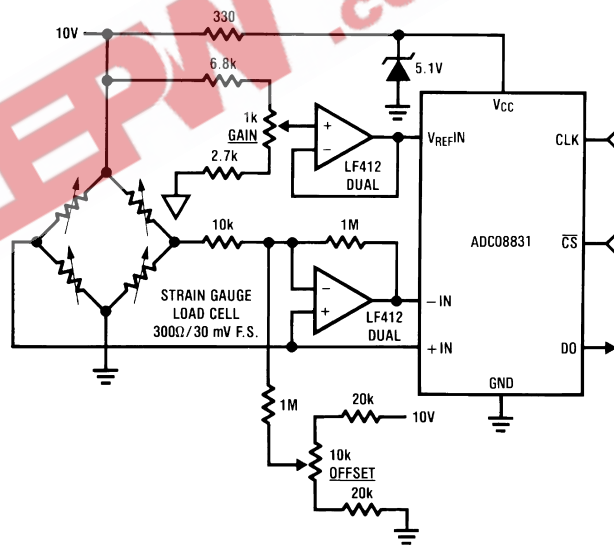 330
10V
6.8k
5.1V
1k
GAIN
VCC
VREFIN
CLK
2.7k
LF412
DUAL
10k
1M
ADC08831
CS
STRAIN GAUGE
LOAD CELL
300Ω/30 mV F.S.
LF412
DUAL
–IN
+IN
DO
GND
1M
20k
10V
10k
OFFSET
20k
+
−
−
+
EEPW
.co